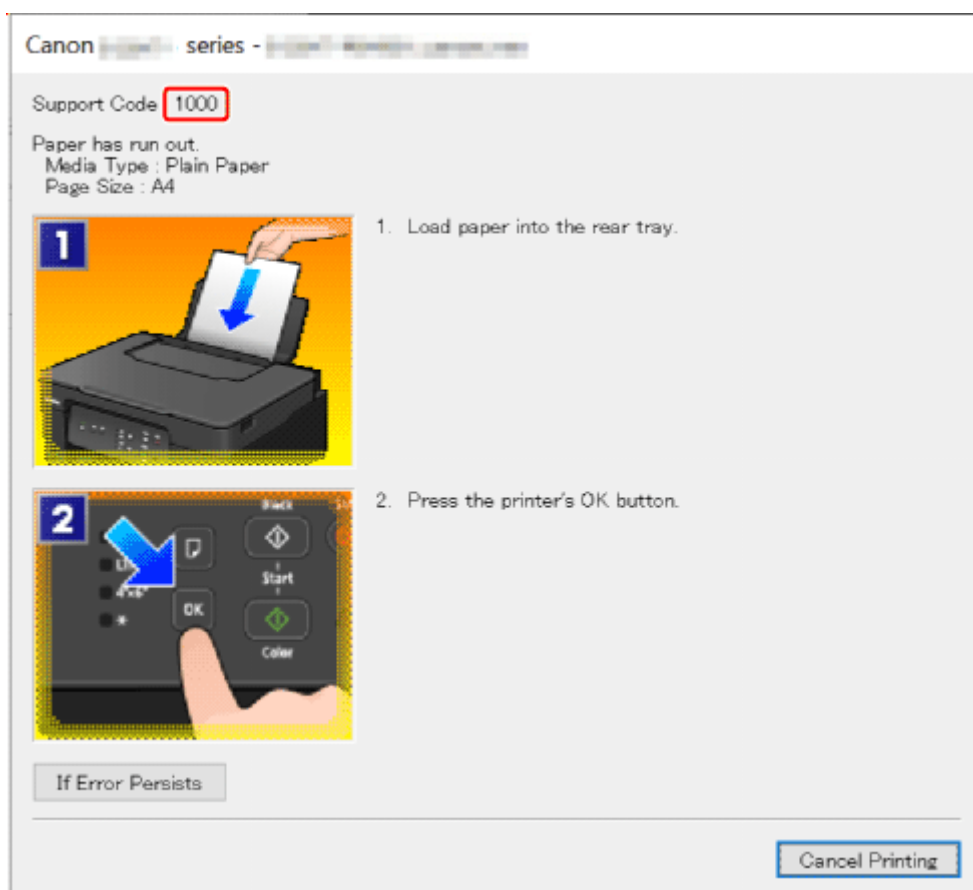 Canon series -
Support Code 1000
Paper has run out.
Media Type : Plain Paper
Page Size : A4
1
1. Load paper into the rear tray.
2
2. Press the printer's OK button.
Black
Start
4"x6"
OK
Color
If Error Persists
Cancel Printing